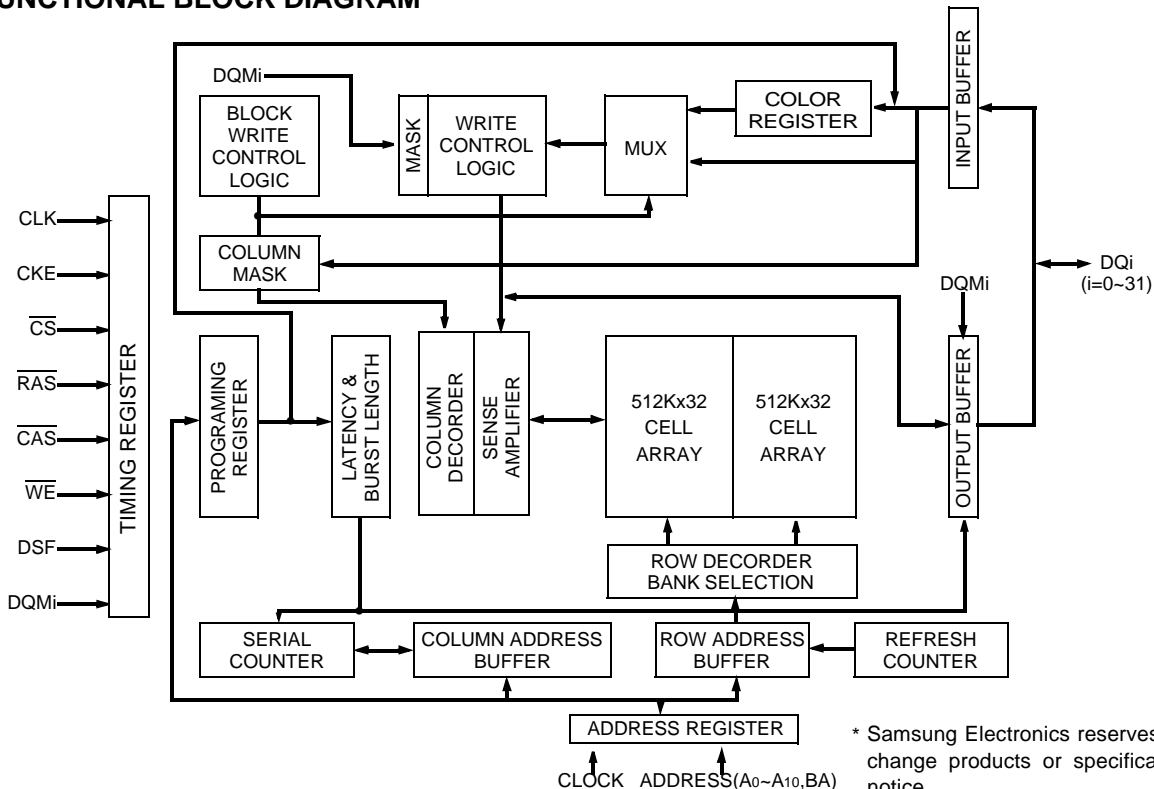 FUNCTIONAL BLOCK DIAGRAM
DQMi
BLOCK
WRITE
CONTROL
LOGIC
MASK
WRITE
CONTROL
LOGIC
MUX
COLOR
REGISTER
INPUT BUFFER
CLK
CKE
CS
RAS
CAS
WE
DSF
DQMi
TIMING REGISTER
COLUMN
MASK
DQMi
DQi
(i=0~31)
PROGRAMING
REGISTER
LATENCY &
BURST LENGTH
COLUMN
DECORDER
SENSE
AMPLIFIER
512Kx32
CELL
ARRAY
512Kx32
CELL
ARRAY
OUTPUT BUFFER
ROW DECORDER
BANK SELECTION
SERIAL
COUNTER
COLUMN ADDRESS
BUFFER
ROW ADDRESS
BUFFER
REFRESH
COUNTER
ADDRESS REGISTER
CLOCK
ADDRESS(A0~A10,BA)
* Samsung Electronics reserves
change products or specifica
notice